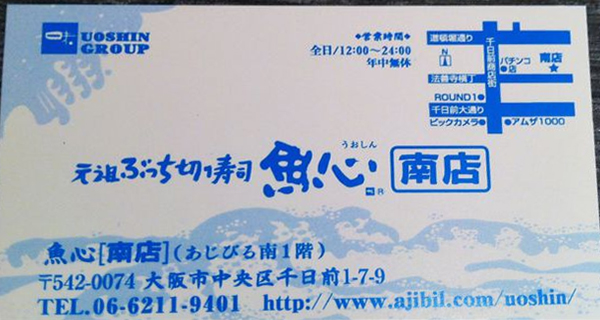 UOSHIN
GROUP
◆営業時間◆
全日/12:00〜24:00
年中無休
道頓堀通り
N
千日前商店街
パチンコ
店
南店
法善寺横丁
ROUND1
千日前大通り
ビックカメラ
アムザ1000
うおしん
元祖ぶっち切り寿司 魚心 ® 南店
魚心[南店](あじびる南1階)
〒542-0074 大阪市中央区千日前1-7-9
TEL.06-6211-9401 http://www.ajibil.com/uoshin/